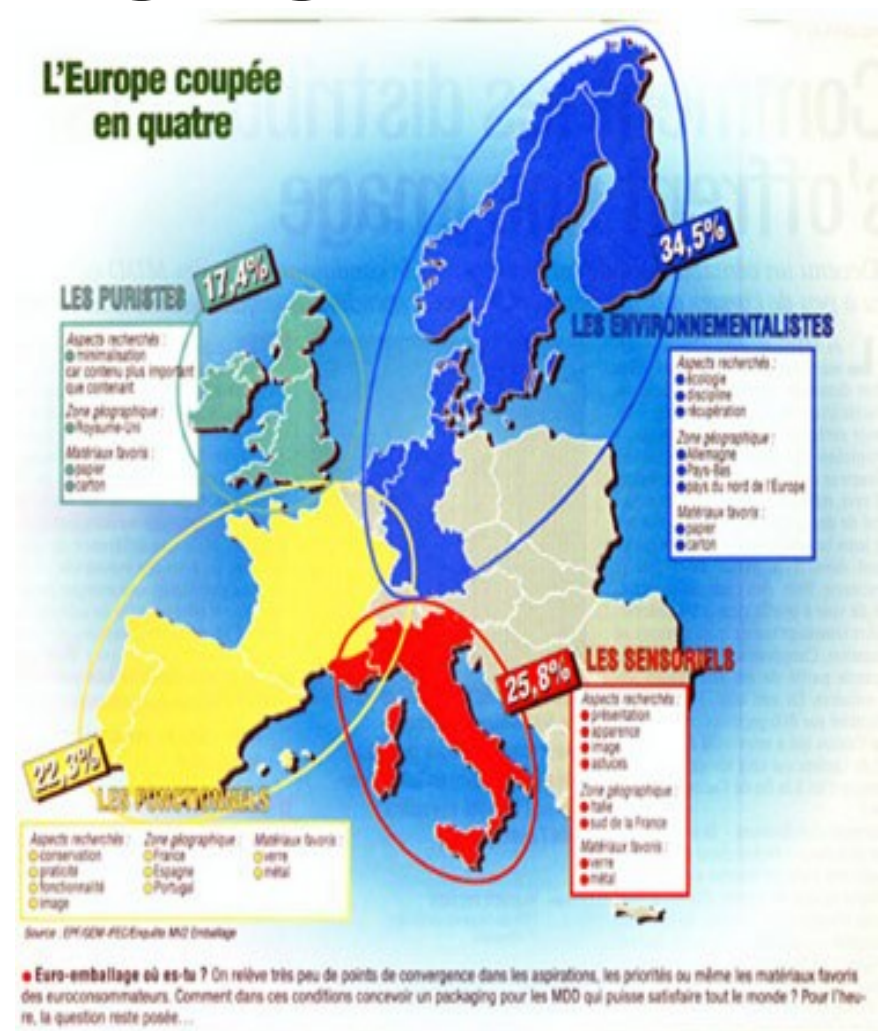 L'Europe coupée
en quatre
17,4%
LES PURISTES
Aspects recherchés :
minimalisation
car contenu plus important
que contenant
Zone géographique :
Royaume-Uni
Matériaux favoris :
papier
carton
34,5%
LES ENVIRONNEMENTALISTES
Aspects recherchés :
écologie
discipline
récupération
Zone géographique :
Allemagne
Pays-Bas
pays du nord de l'Europe
Matériaux favoris :
papier
carton
25,8%
LES SENSORIELS
Aspects recherchés :
présentation
apparence
image
astuces
Zone géographique :
Italie
sud de la France
Matériaux favoris :
verre
métal
22,3%
LES FONCTIONNELS
Aspects recherchés :
conservation
praticité
fonctionnalité
image
Zone géographique :
France
Espagne
Portugal
Matériaux favoris :
verre
métal
Source : Emballage
Euro-emballage où es-tu ? On relève très peu de points de convergence dans les aspirations, les priorités ou même les matériaux favoris
des euroconsommateurs. Comment dans ces conditions concevoir un packaging pour les MDD qui puisse satisfaire tout le monde ? Pour l'heu-
re, la question reste posée...